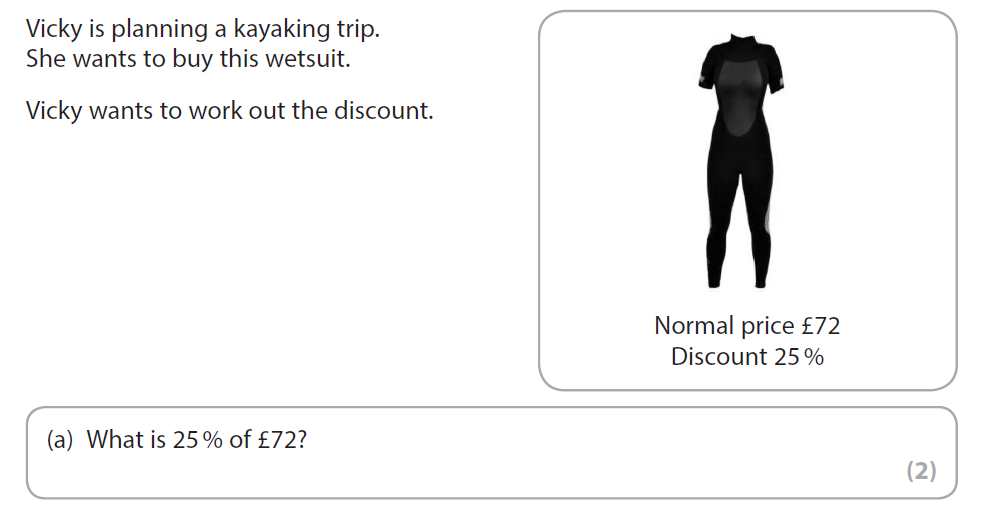 Vicky is planning a kayaking trip.
She wants to buy this wetsuit.
Vicky wants to work out the discount.
Normal price £72
Discount 25%
(a) What is 25% of £72?
(2)